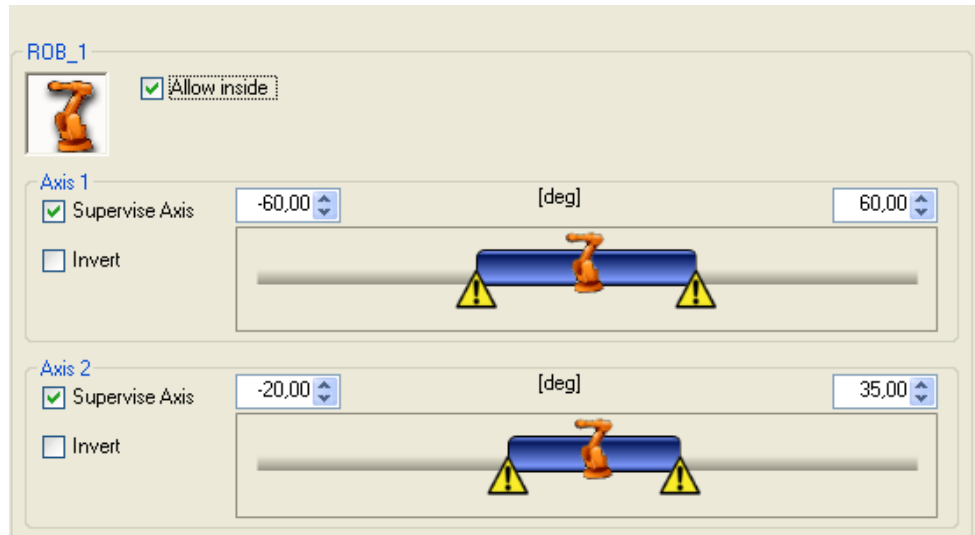 ROB_1
Allow inside
Axis 1
Supervise Axis -60,00 [deg] 60,00
Invert
Axis 2
Supervise Axis -20,00 [deg] 35,00
Invert